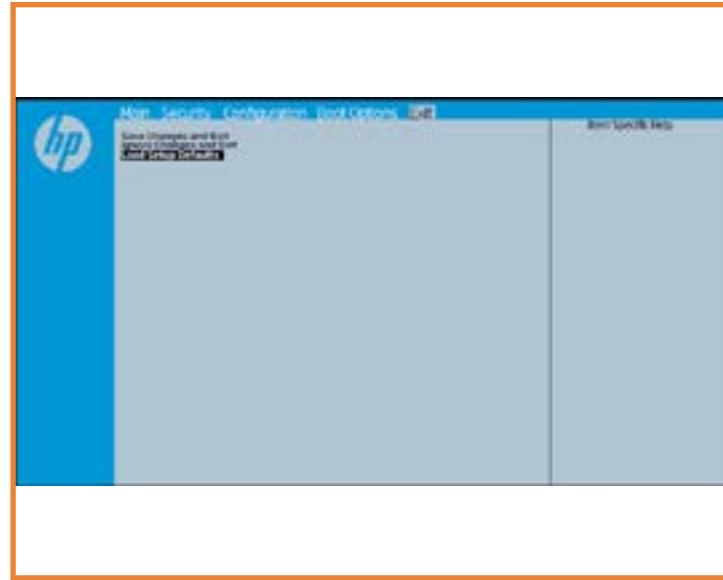 hp
Main Security Configuration Boot Options Exit
Item Specific Help
Save Changes and Exit
Ignore Changes and Exit
Load Setup Defaults